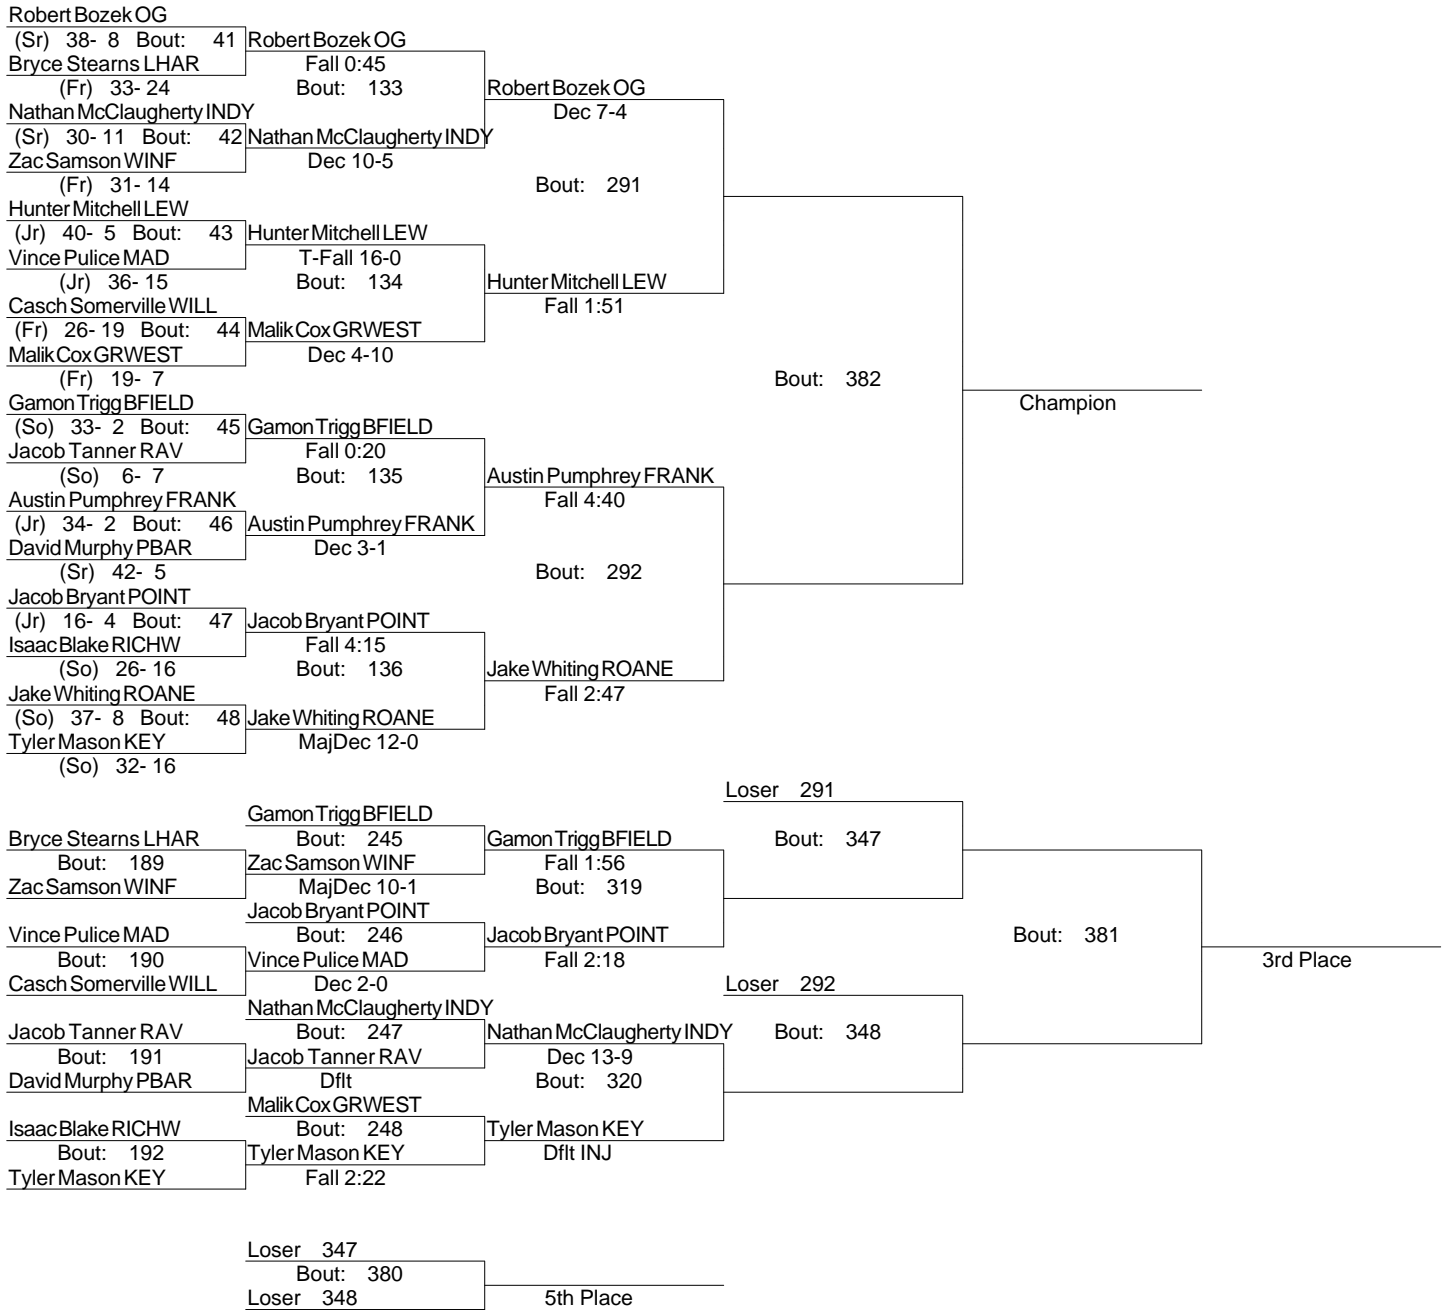 Robert Bozek OG
(Sr) 38- 8 Bout: 41 Robert Bozek OG
Bryce Stearns LHAR Fall 0:45
(Fr) 33- 24 Bout: 133 Robert Bozek OG
Nathan McClaugherty INDY Dec 7-4
(Sr) 30- 11 Bout: 42 Nathan McClaugherty INDY
Zac Samson WINF Dec 10-5
(Fr) 31- 14 Bout: 291
Hunter Mitchell LEW
(Jr) 40- 5 Bout: 43 Hunter Mitchell LEW
Vince Pulice MAD T-Fall 16-0
(Jr) 36- 15 Bout: 134 Hunter Mitchell LEW
Casch Somerville WILL Fall 1:51
(Fr) 26- 19 Bout: 44 Malik Cox GRWEST
Malik Cox GRWEST Dec 4-10
(Fr) 19- 7 Bout: 382
Gamon Trigg BFIELD Champion
(So) 33- 2 Bout: 45 Gamon Trigg BFIELD
Jacob Tanner RAV Fall 0:20
(So) 6- 7 Bout: 135 Austin Pumphrey FRANK
Austin Pumphrey FRANK Fall 4:40
(Jr) 34- 2 Bout: 46 Austin Pumphrey FRANK
David Murphy PBAR Dec 3-1
(Sr) 42- 5 Bout: 292
Jacob Bryant POINT
(Jr) 16- 4 Bout: 47 Jacob Bryant POINT
Isaac Blake RICHW Fall 4:15
(So) 26- 16 Bout: 136 Jake Whiting ROANE
Jake Whiting ROANE Fall 2:47
(So) 37- 8 Bout: 48 Jake Whiting ROANE
Tyler Mason KEY MajDec 12-0
(So) 32- 16
Loser 291
Gamon Trigg BFIELD
Bryce Stearns LHAR Bout: 245 Gamon Trigg BFIELD Bout: 347
Bout: 189 Zac Samson WINF Fall 1:56
Zac Samson WINF MajDec 10-1 Bout: 319
Jacob Bryant POINT
Vince Pulice MAD Bout: 246 Jacob Bryant POINT Bout: 381
Bout: 190 Vince Pulice MAD Fall 2:18 3rd Place
Casch Somerville WILL Dec 2-0 Loser 292
Nathan McClaugherty INDY
Jacob Tanner RAV Bout: 247 Nathan McClaugherty INDY Bout: 348
Bout: 191 Jacob Tanner RAV Dec 13-9
David Murphy PBAR Dflt Bout: 320
Malik Cox GRWEST
Isaac Blake RICHW Bout: 248 Tyler Mason KEY
Bout: 192 Tyler Mason KEY Dflt INJ
Tyler Mason KEY Fall 2:22
Loser 347
Bout: 380
Loser 348 5th Place